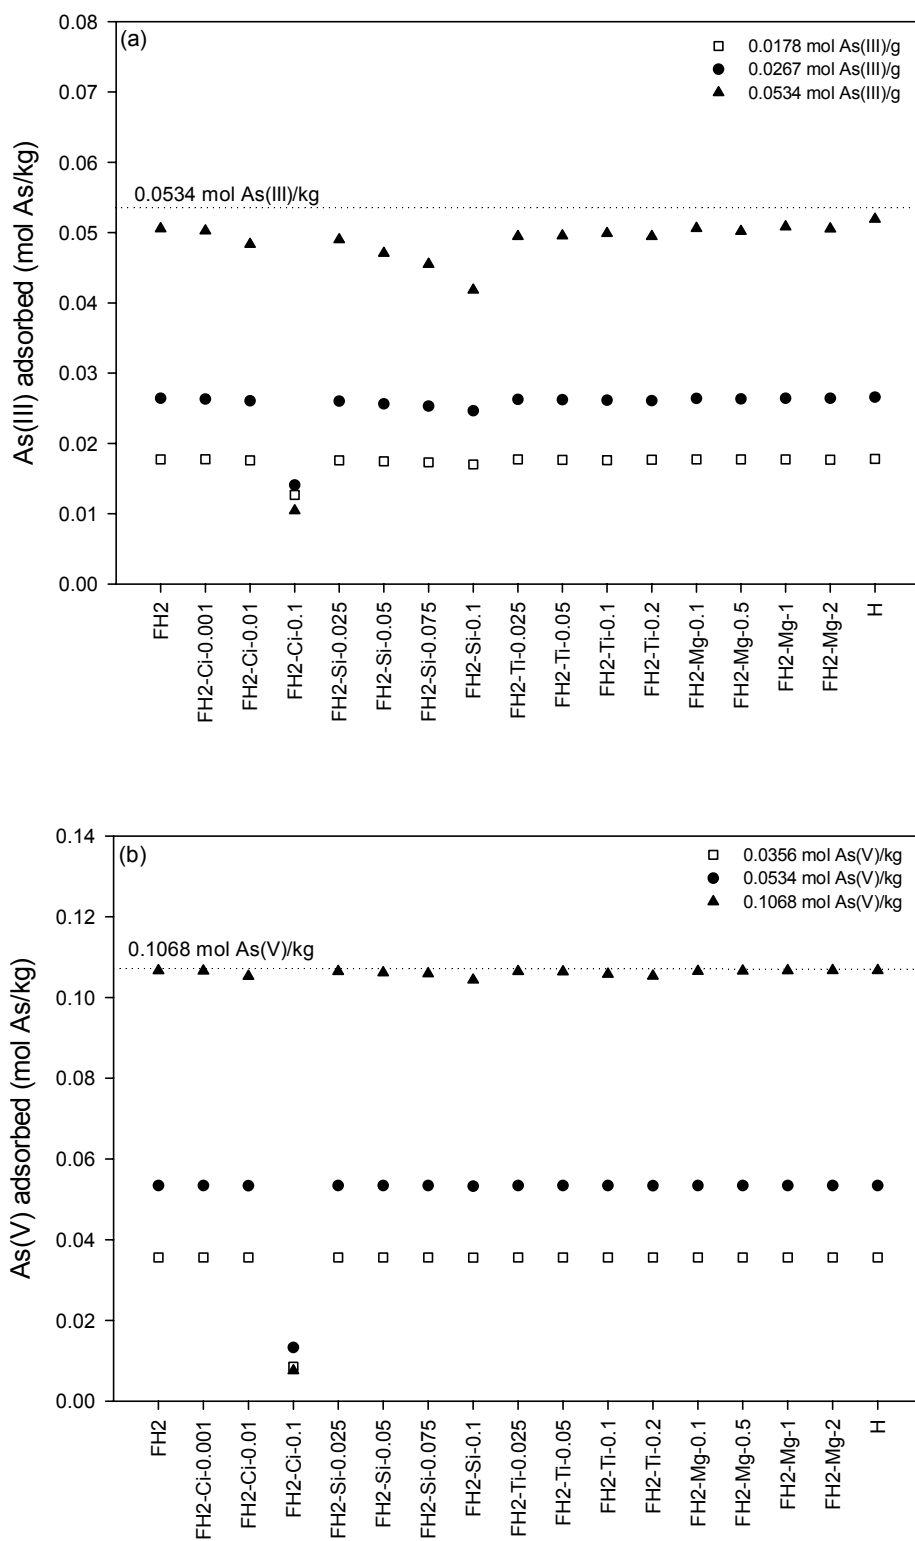 (a)
0.0178 mol As(III)/g
0.0267 mol As(III)/g
0.0534 mol As(III)/g
0.0534 mol As(III)/kg
As(III) adsorbed (mol As/kg)
0.08
0.07
0.06
0.05
0.04
0.03
0.02
0.01
0.00
FH2
FH2-Ci-0.001
FH2-Ci-0.01
FH2-Ci-0.1
FH2-Si-0.025
FH2-Si-0.05
FH2-Si-0.075
FH2-Si-0.1
FH2-Ti-0.025
FH2-Ti-0.05
FH2-Ti-0.1
FH2-Ti-0.2
FH2-Mg-0.1
FH2-Mg-0.5
FH2-Mg-1
FH2-Mg-2
H
(b)
0.0356 mol As(V)/kg
0.0534 mol As(V)/kg
0.1068 mol As(V)/kg
0.1068 mol As(V)/kg
As(V) adsorbed (mol As/kg)
0.14
0.12
0.10
0.08
0.06
0.04
0.02
0.00
FH2
FH2-Ci-0.001
FH2-Ci-0.01
FH2-Ci-0.1
FH2-Si-0.025
FH2-Si-0.05
FH2-Si-0.075
FH2-Si-0.1
FH2-Ti-0.025
FH2-Ti-0.05
FH2-Ti-0.1
FH2-Ti-0.2
FH2-Mg-0.1
FH2-Mg-0.5
FH2-Mg-1
FH2-Mg-2
H